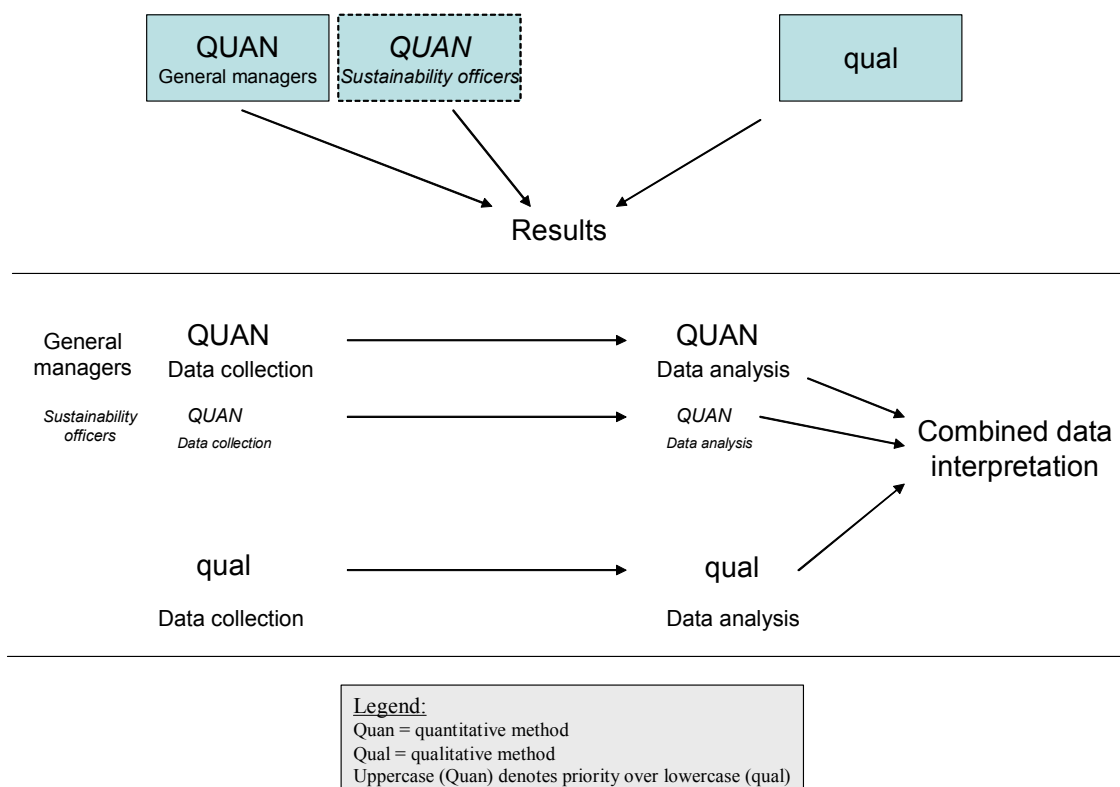 QUAN
General managers
QUAN
Sustainability officers
qual
Results
General
managers
QUAN
Data collection
QUAN
Data analysis
Sustainability
officers
QUAN
Data collection
QUAN
Data analysis
Combined data
interpretation
qual
Data collection
qual
Data analysis
Legend:
Quan = quantitative method
Qual = qualitative method
Uppercase (Quan) denotes priority over lowercase (qual)